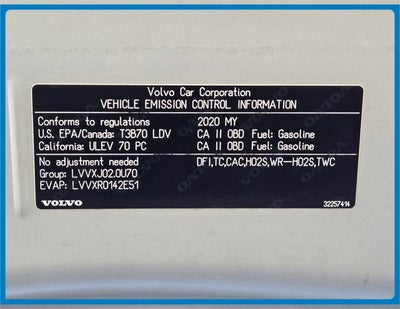 Volvo Car Corporation
VEHICLE EMISSION CONTROL INFORMATION
Conforms to regulations 2020 MY
U.S. EPA/Canada: T3B70 LDV CA II OBD Fuel: Gasoline
California: ULEV 70 PC CA II OBD Fuel: Gasoline
No adjustment needed DFI,TC,CAC,HO2S,WR-HO2S,TWC
Group: LVVXJ02.0U70
EVAP: LVVXR0142E51
VOLVO 32257414